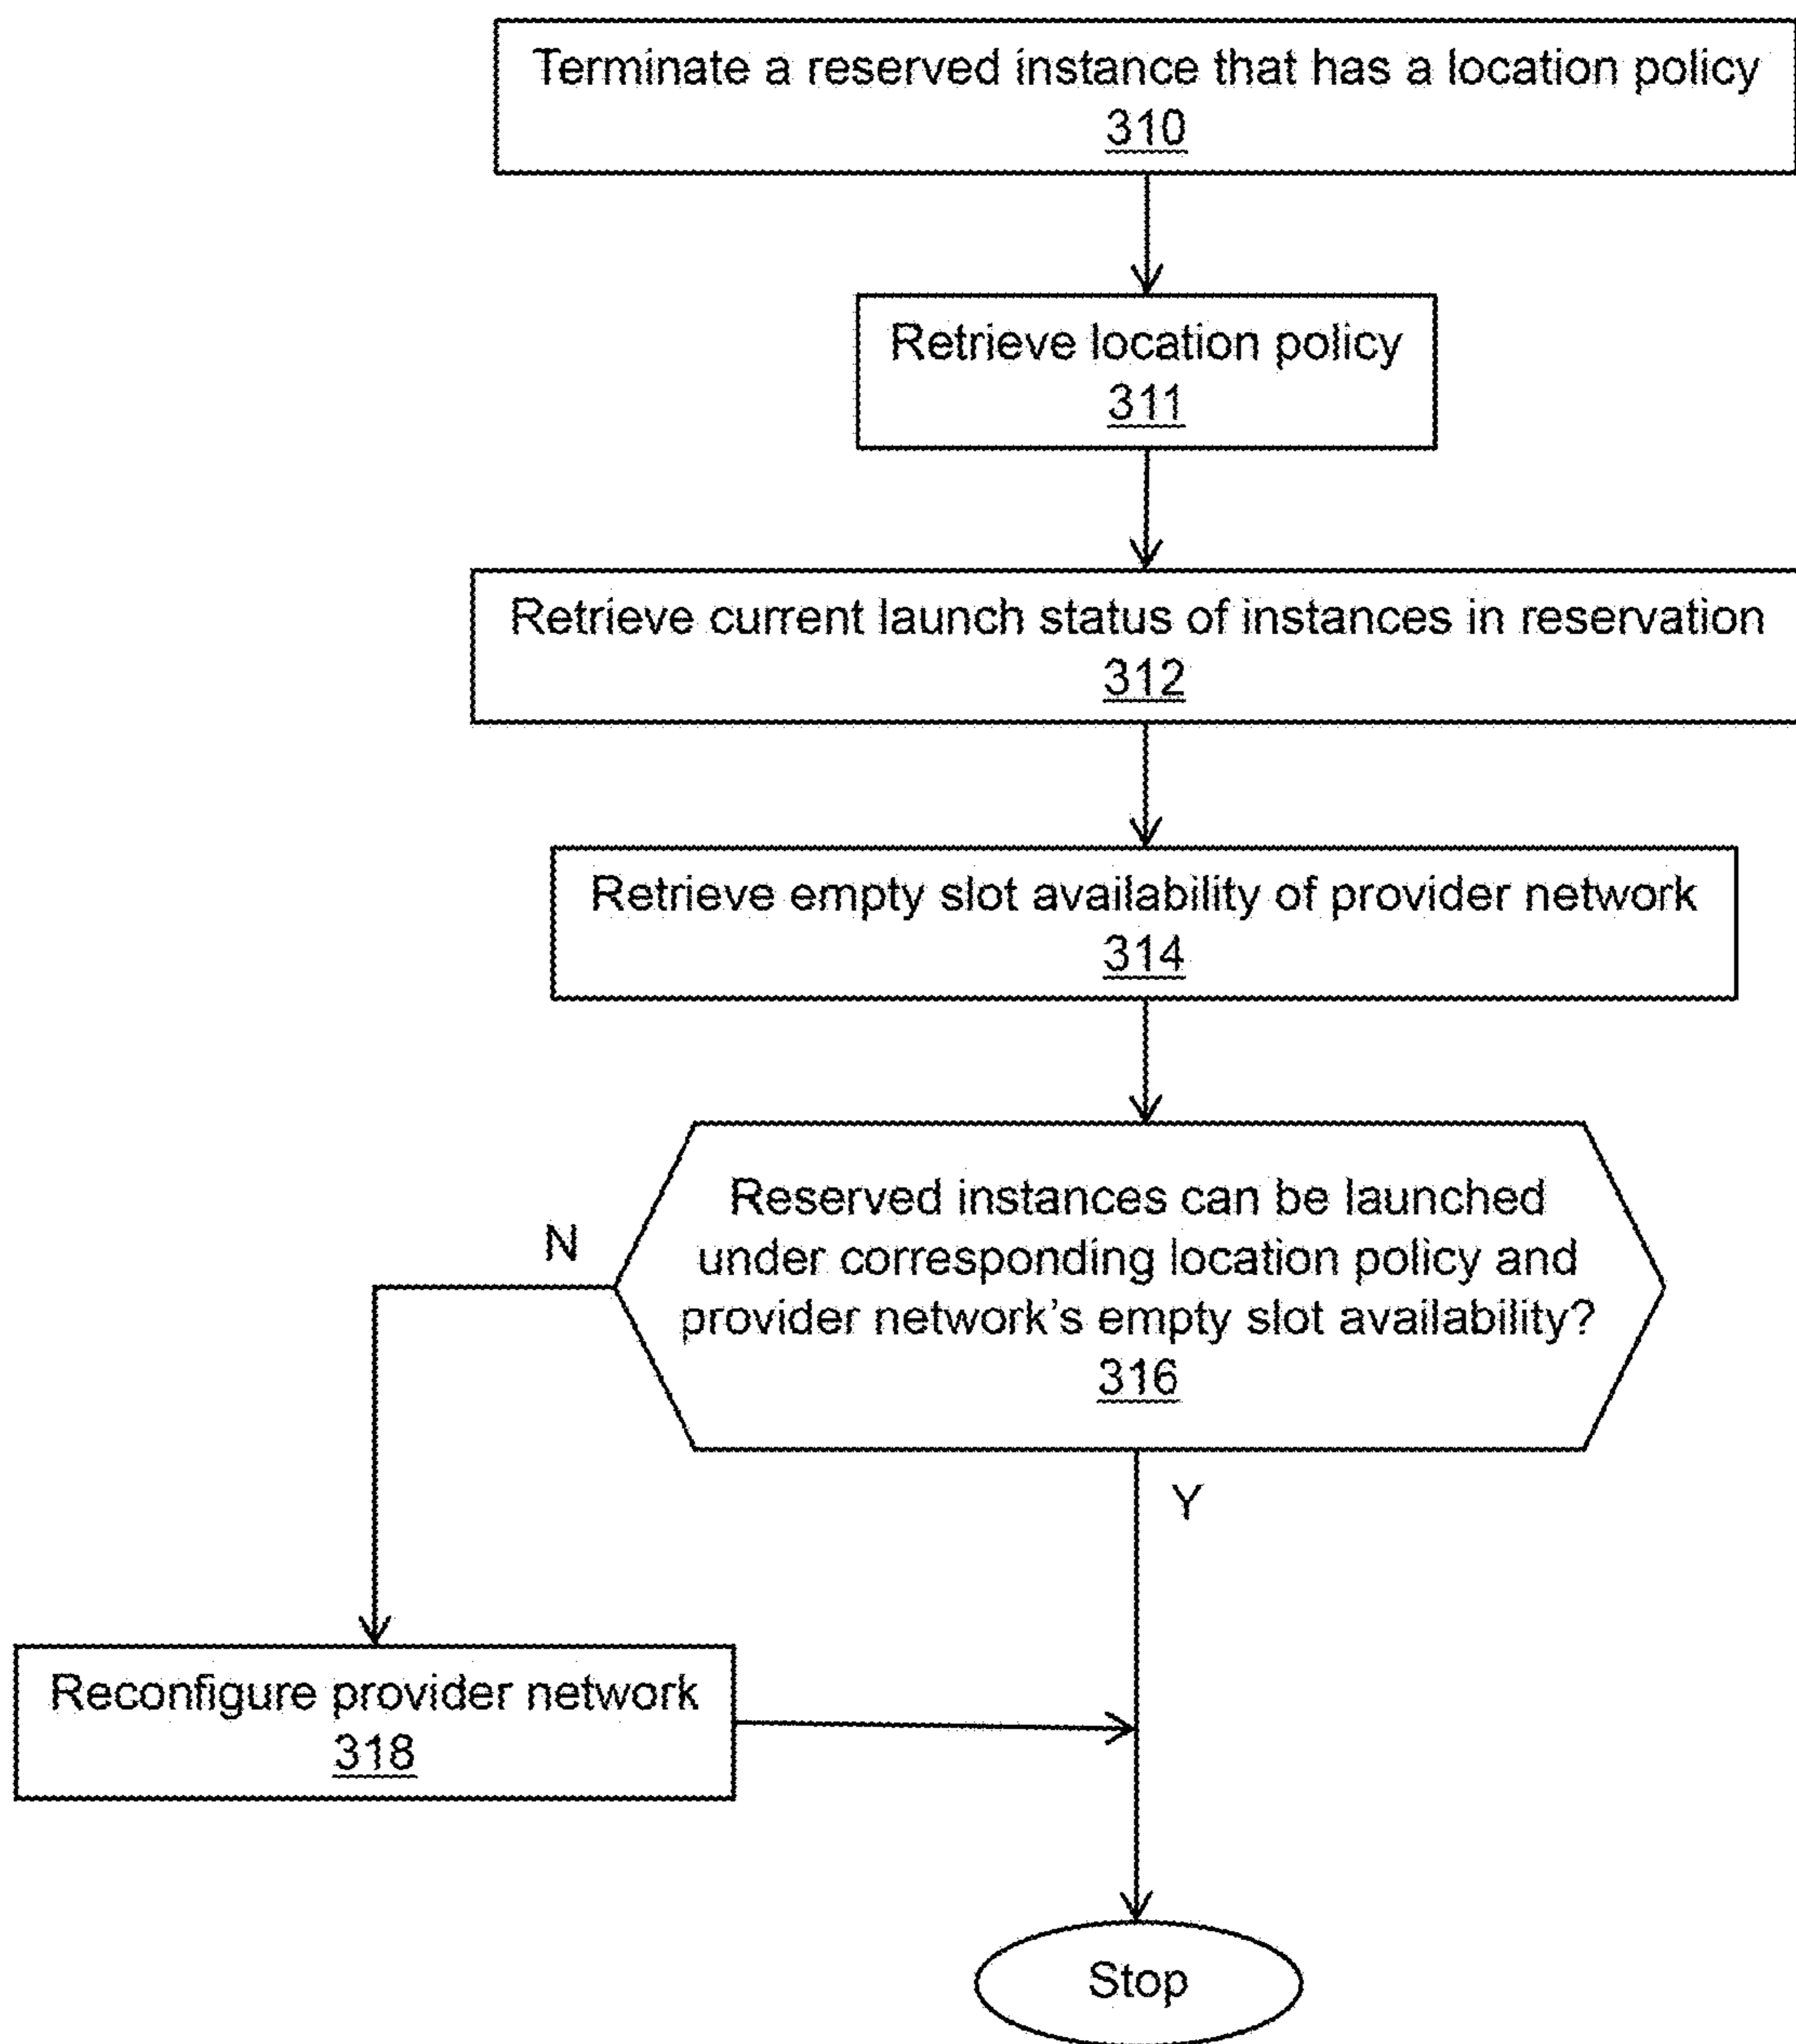 Terminate a reserved instance that has a location policy
310
Retrieve location policy
311
Retrieve current launch status of instances in reservation
312
Retrieve empty slot availability of provider network
314
Reserved instances can be launched
under corresponding location policy and
provider network's empty slot availability?
316
N
Y
Reconfigure provider network
318
Stop